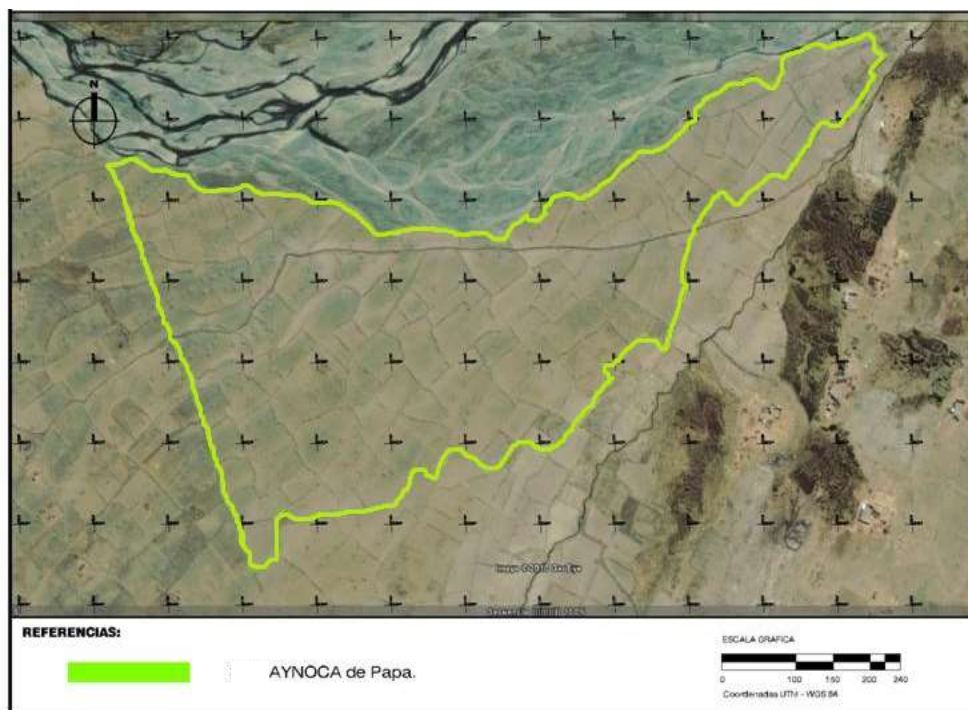 N
REFERENCIAS:
AYNOCA de Papa.
ESCALA GRAFICA
0 100 150 200 240
Coordenadas UTM - WGS 84